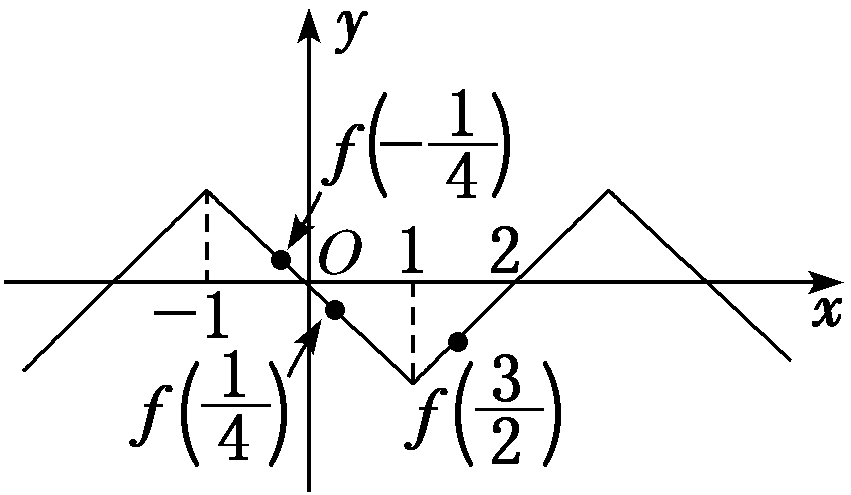 y
f(-1/4)
O 1 2
-1 x
f(1/4) f(3/2)